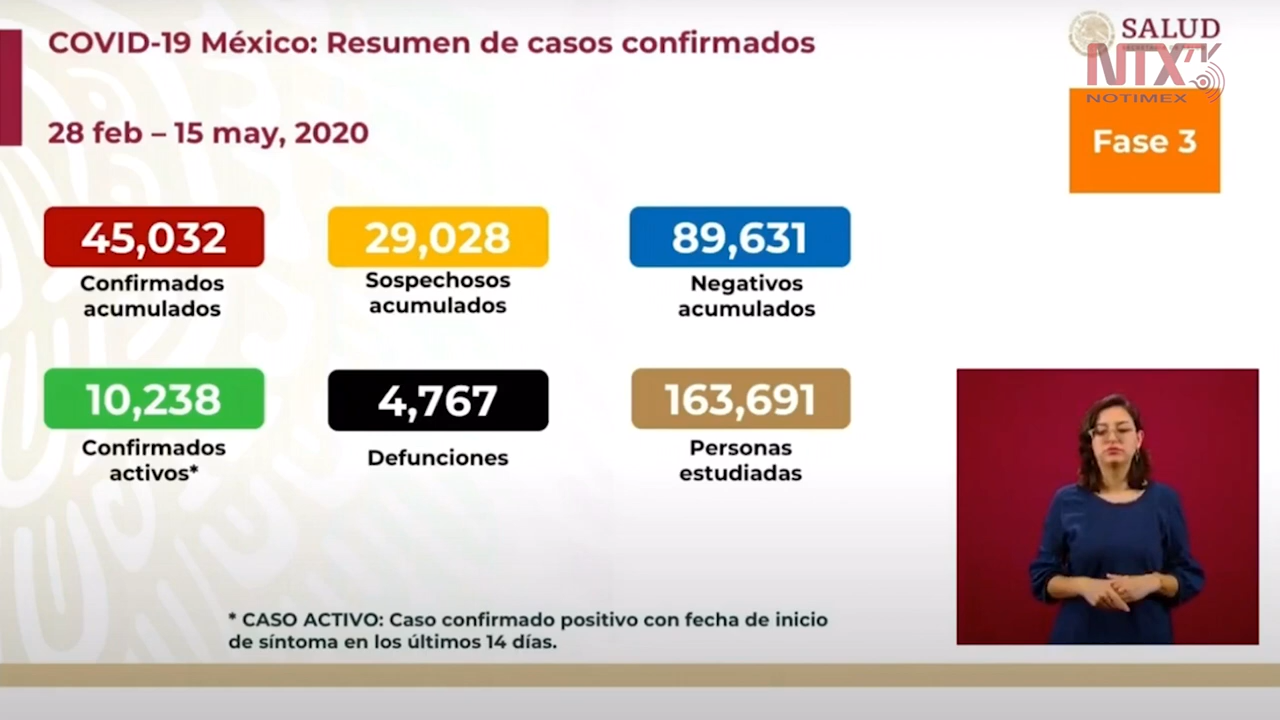 COVID-19 México: Resumen de casos confirmados
SALUD
NTX
NOTIMEX
28 feb – 15 may, 2020
Fase 3
45,032
Confirmados
acumulados
29,028
Sospechosos
acumulados
89,631
Negativos
acumulados
10,238
Confirmados
activos*
4,767
Defunciones
163,691
Personas
estudiadas
* CASO ACTIVO: Caso confirmado positivo con fecha de inicio
de síntoma en los últimos 14 días.